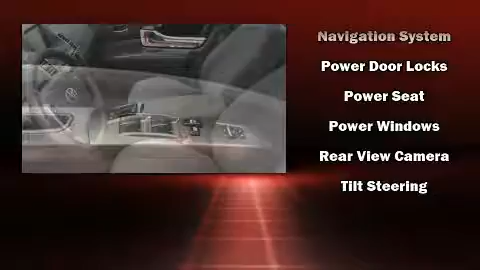 Navigation System
Power Door Locks
Power Seat
Power Windows
Rear View Camera
Tilt Steering